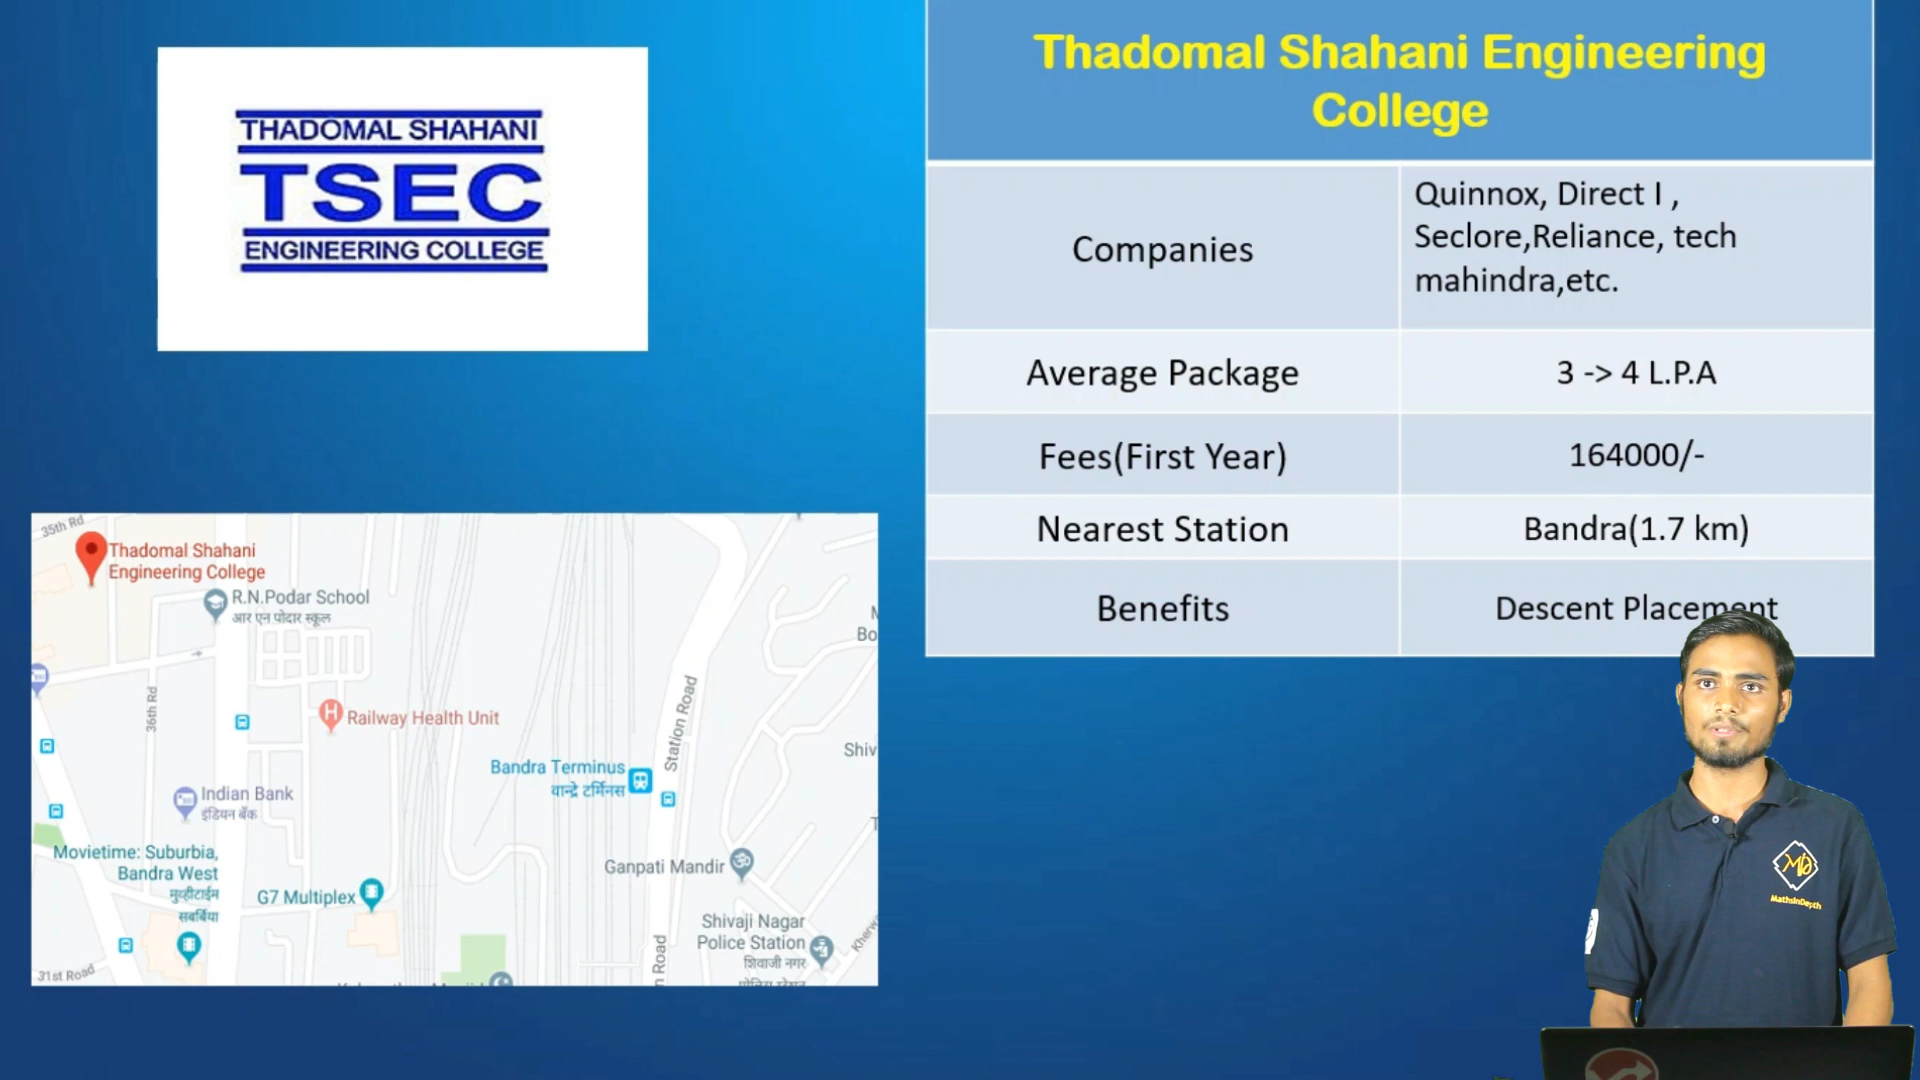 THADOMAL SHAHANI
TSEC
ENGINEERING COLLEGE
Thadomal Shahani Engineering
College
Companies
Quinnox, Direct I ,
Seclore,Reliance, tech
mahindra,etc.
Average Package
3 -> 4 L.P.A
Fees(First Year)
164000/-
Nearest Station
Bandra(1.7 km)
Benefits
Descent Placement
35th Rd
Thadomal Shahani
Engineering College
R.N.Podar School
आर एन पोदार स्कूल
36th Rd
Railway Health Unit
Station Road
Bandra Terminus
वान्द्रे टर्मिनस
Indian Bank
इंडियन बँक
Movietime: Suburbia,
Bandra West
मुव्हीटाईम
सबर्बिया
G7 Multiplex
Ganpati Mandir
Shivaji Nagar
Police Station
शिवाजी नगर
31st Road
Road
MathsInDepth